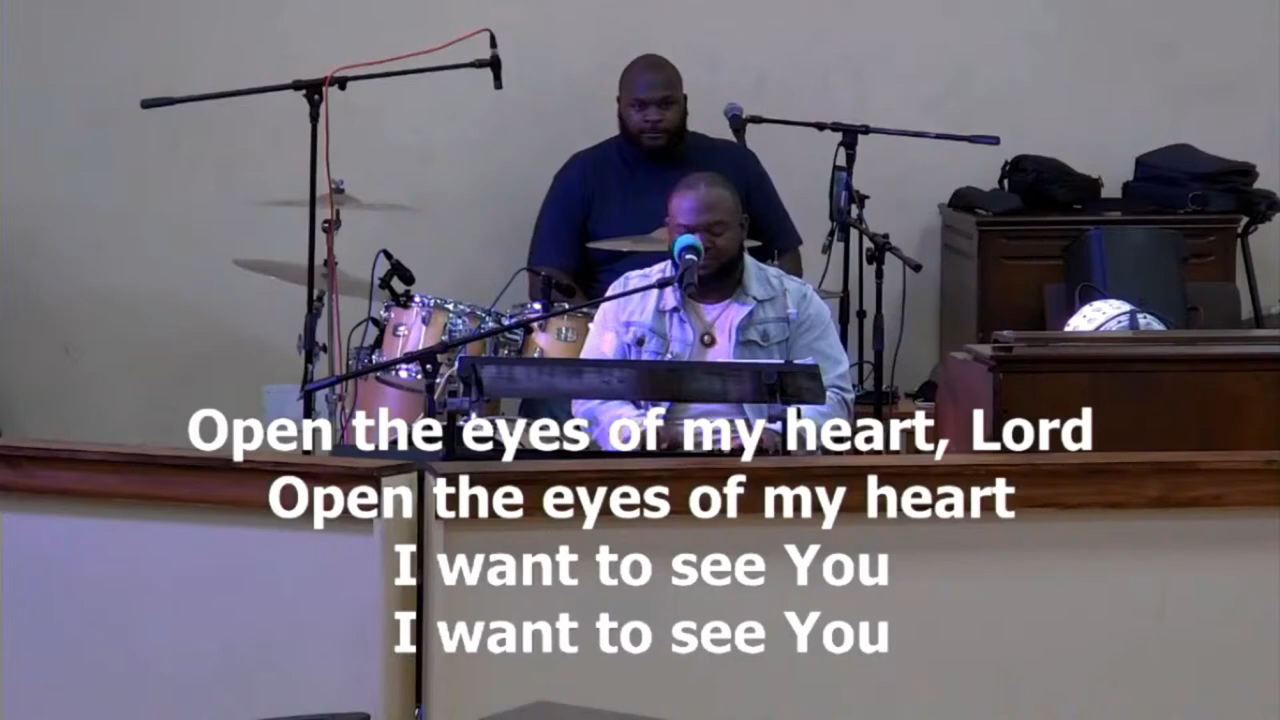 Open the eyes of my heart, Lord
Open the eyes of my heart
I want to see You
I want to see You